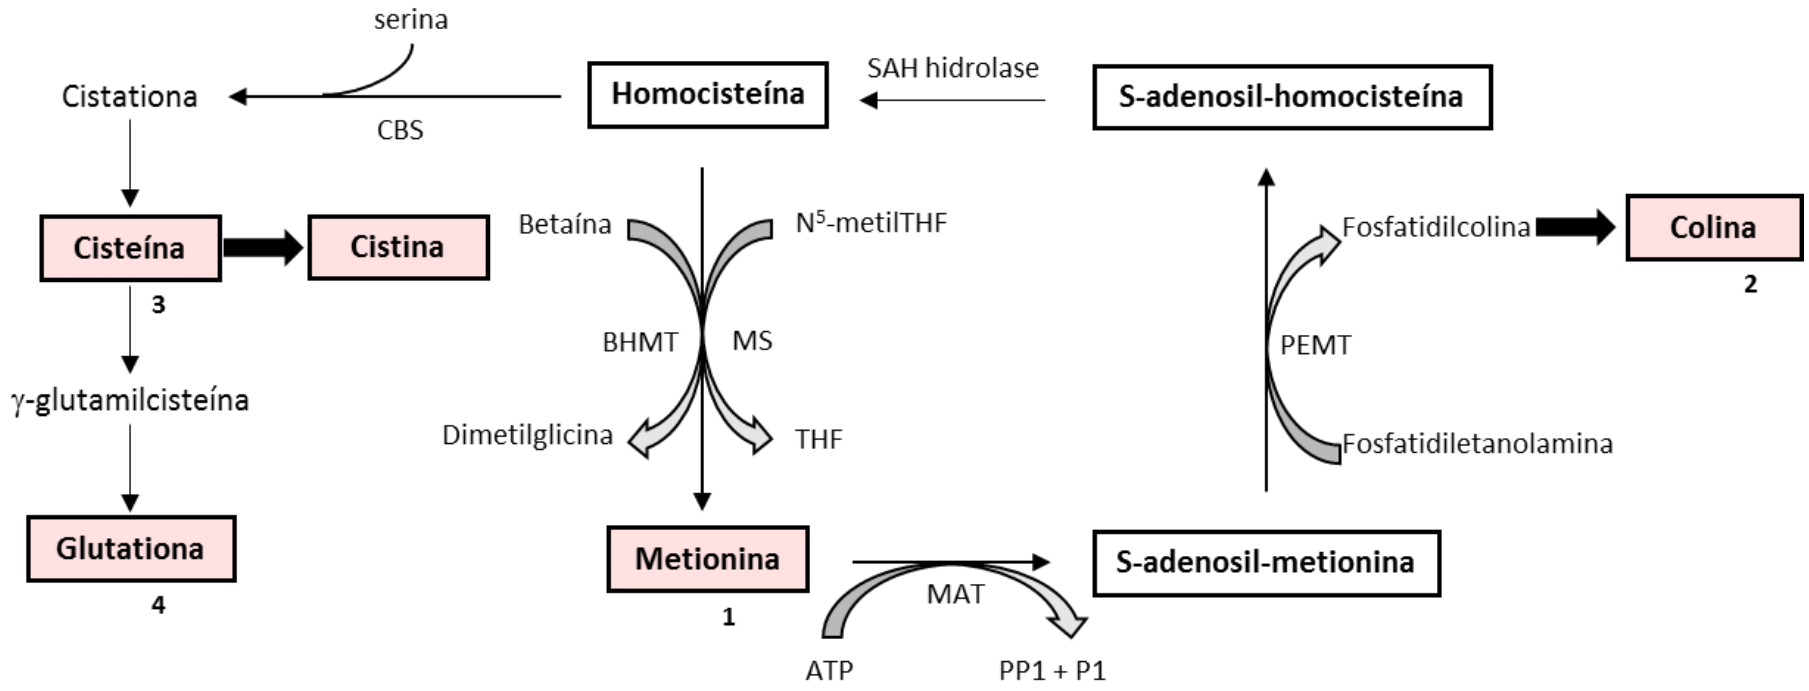 serina
Cistationa
CBS
Homocisteína
SAH hidrolase
S-adenosil-homocisteína
Cisteína
3
Cistina
Betaína
N⁵-metilTHF
Fosfatidilcolina
Colina
2
BHMT
MS
PEMT
γ-glutamilcisteína
Dimetilglicina
THF
Fosfatidiletanolamina
Glutationa
4
Metionina
1
MAT
S-adenosil-metionina
ATP
PP1 + P1